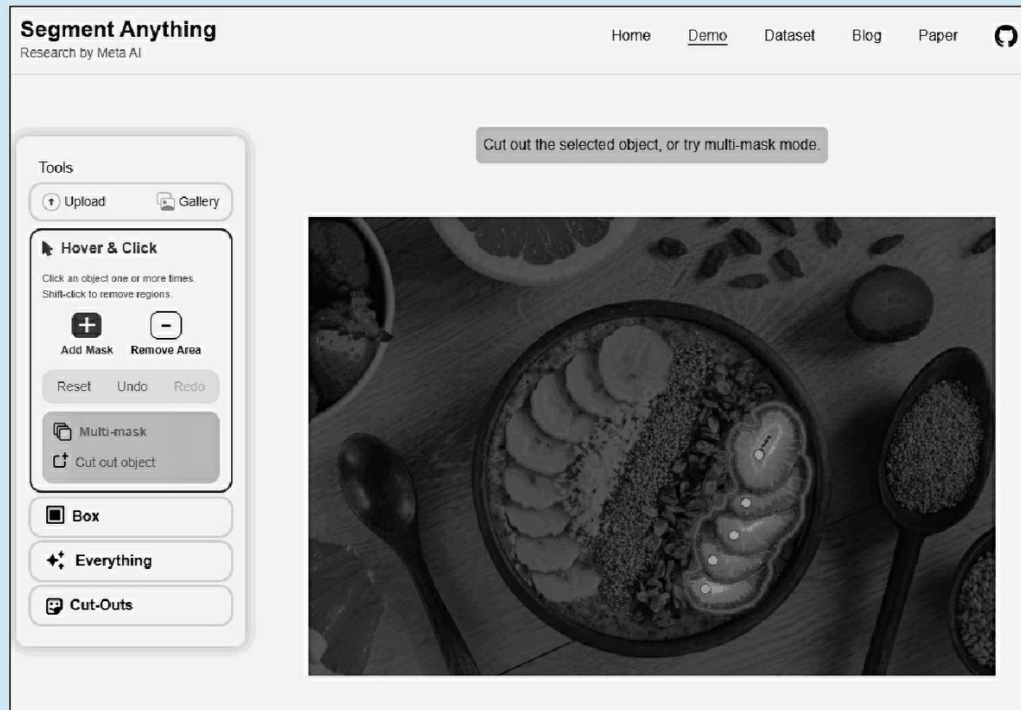 Segment Anything
Research by Meta AI
Home Demo Dataset Blog Paper
Cut out the selected object, or try multi-mask mode.
Tools
Upload Gallery
Hover & Click
Click an object one or more times.
Shift-click to remove regions.
Add Mask Remove Area
Reset Undo Redo
Multi-mask
Cut out object
Box
Everything
Cut-Outs